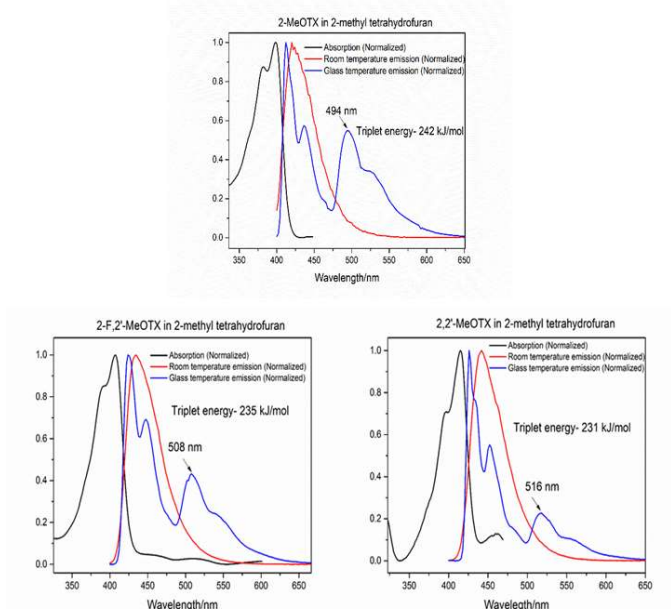 2-MeOTX in 2-methyl tetrahydrofuran
Absorption (Normalized)
Room temperature emission (Normalized)
Glass temperature emission (Normalized)
494 nm
Triplet energy- 242 kJ/mol
1.0
0.8
0.6
0.4
0.2
0.0
350 400 450 500 550 600 650
Wavelength/nm
2-F,2'-MeOTX in 2-methyl tetrahydrofuran
Absorption (Normalized)
Room temperature emission (Normalized)
Glass temperature emission (Normalized)
Triplet energy- 235 kJ/mol
508 nm
1.0
0.8
0.6
0.4
0.2
0.0
350 400 450 500 550 600 650
Wavelength/nm
2,2'-MeOTX in 2-methyl tetrahydrofuran
Absorption (Normalized)
Room temperature emission (Normalized)
Glass temperature emission (Normalized)
Triplet energy- 231 kJ/mol
516 nm
1.0
0.8
0.6
0.4
0.2
0.0
350 400 450 500 550 600 650
Wavelength/nm